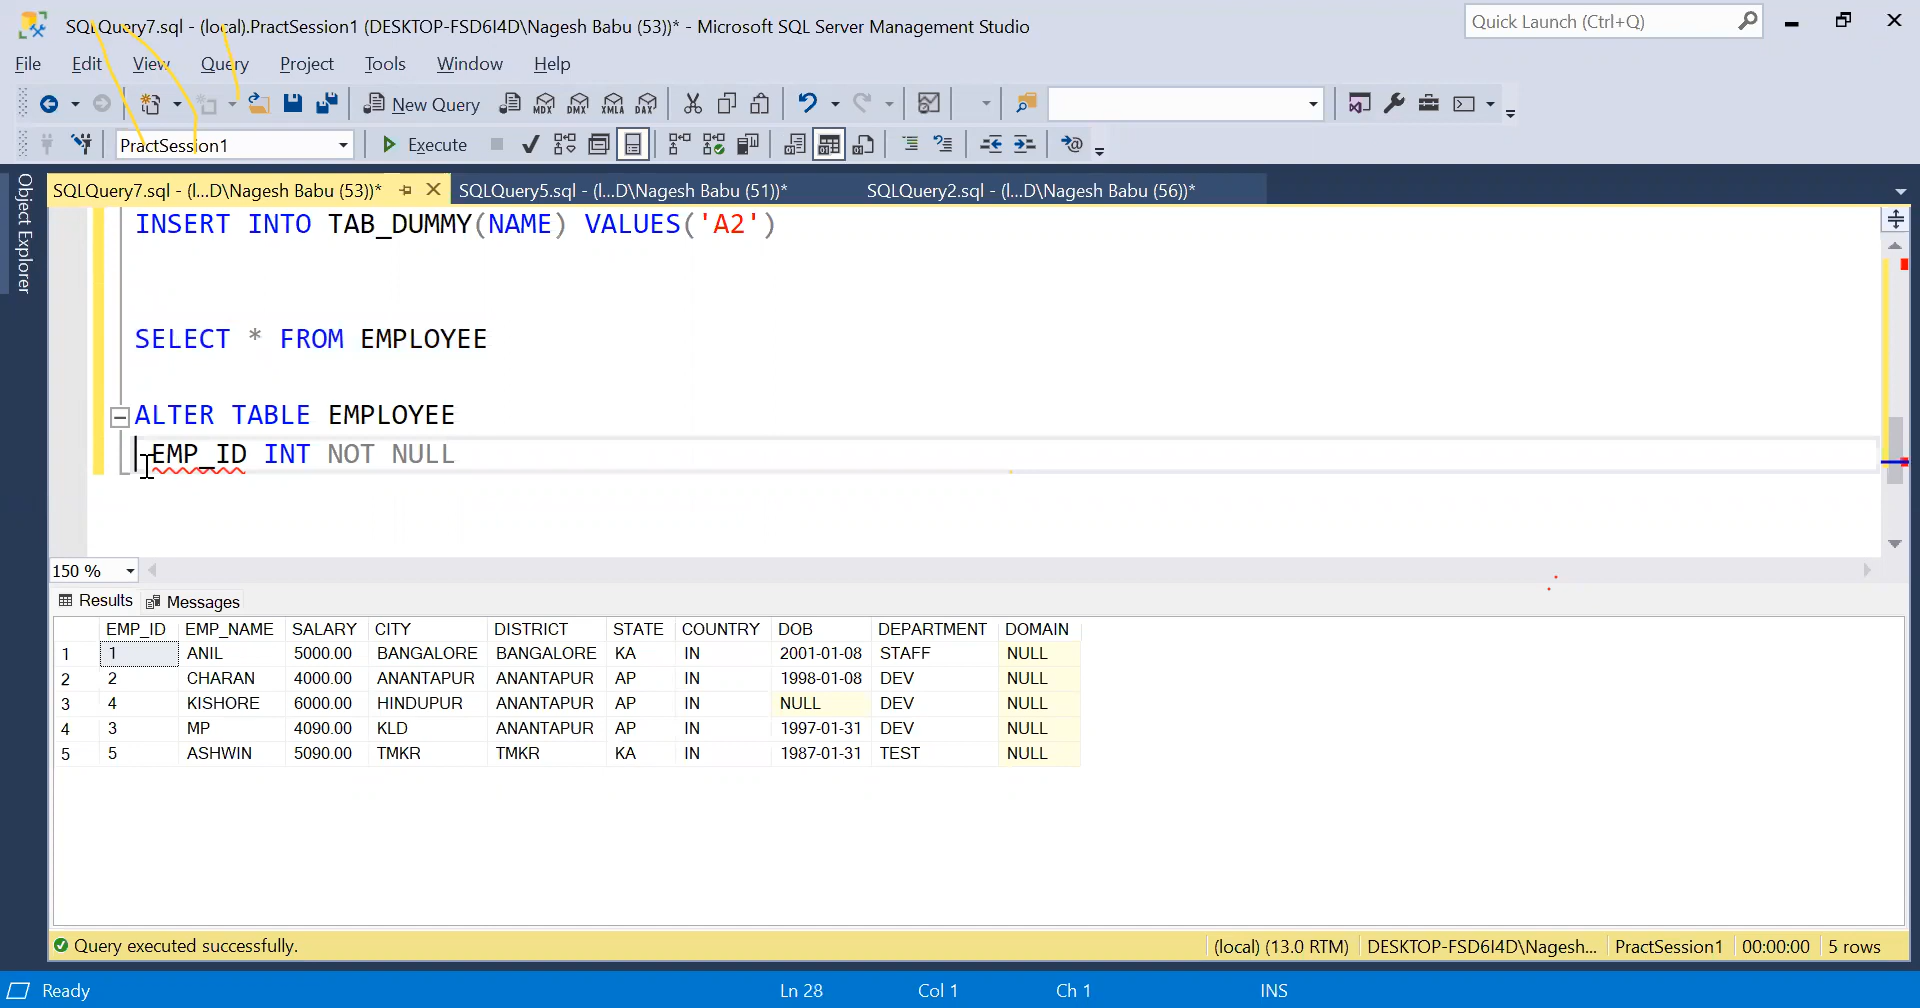 SQLQuery7.sql - (local).PractSession1 (DESKTOP-FSD6I4D\Nagesh Babu (53))* - Microsoft SQL Server Management Studio
Quick Launch (Ctrl+Q)
File Edit View Query Project Tools Window Help
New Query MDX DMX XMLA DAX
PractSession1 Execute
Object Explorer
SQLQuery7.sql - (l...D\Nagesh Babu (53))* SQLQuery5.sql - (l...D\Nagesh Babu (51))* SQLQuery2.sql - (l...D\Nagesh Babu (56))*
INSERT INTO TAB_DUMMY(NAME) VALUES('A2')
SELECT * FROM EMPLOYEE
ALTER TABLE EMPLOYEE
EMP_ID INT NOT NULL
150 %
Results Messages
EMP_ID EMP_NAME SALARY CITY DISTRICT STATE COUNTRY DOB DEPARTMENT DOMAIN
1 1 ANIL 5000.00 BANGALORE BANGALORE KA IN 2001-01-08 STAFF NULL
2 2 CHARAN 4000.00 ANANTAPUR ANANTAPUR AP IN 1998-01-08 DEV NULL
3 4 KISHORE 6000.00 HINDUPUR ANANTAPUR AP IN NULL DEV NULL
4 3 MP 4090.00 KLD ANANTAPUR AP IN 1997-01-31 DEV NULL
5 5 ASHWIN 5090.00 TMKR TMKR KA IN 1987-01-31 TEST NULL
Query executed successfully. (local) (13.0 RTM) DESKTOP-FSD6I4D\Nagesh... PractSession1 00:00:00 5 rows
Ready Ln 28 Col 1 Ch 1 INS